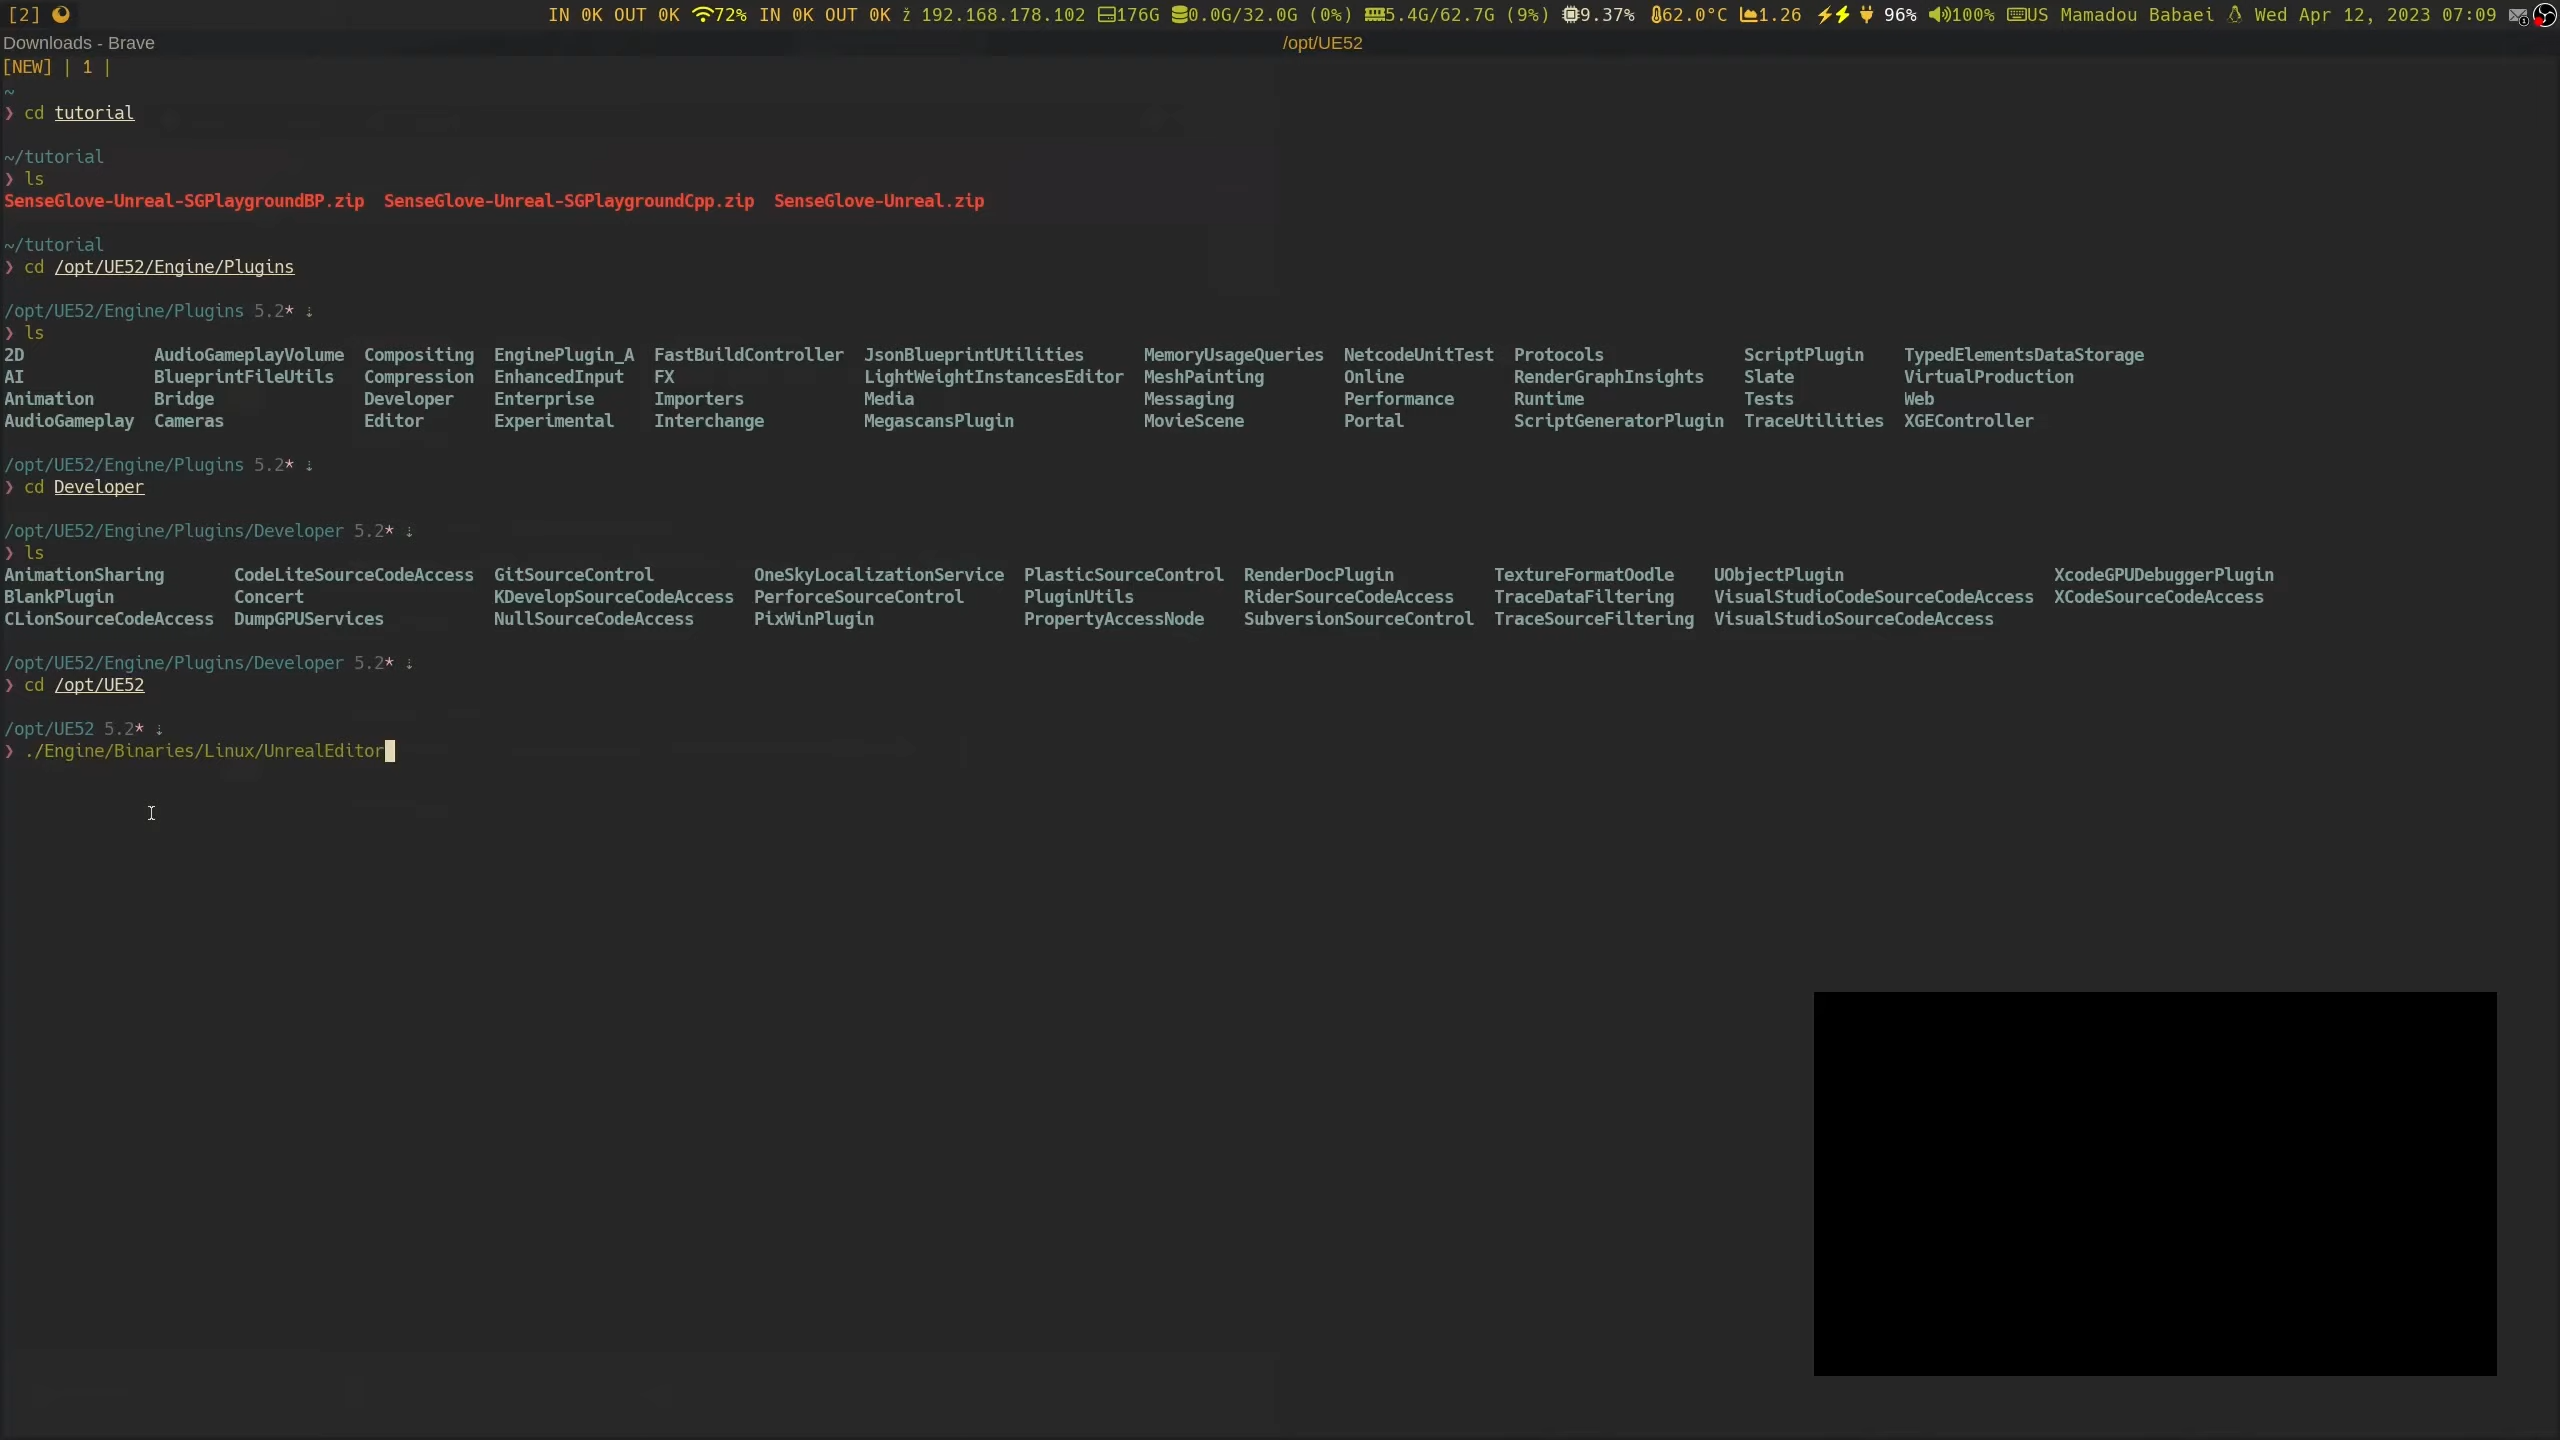 [2] IN 0K OUT 0K 72% IN 0K OUT 0K ż 192.168.178.102 176G 0.0G/32.0G (0%) 5.4G/62.7G (9%) 9.37% 62.0°C 1.26 96% 100% US Mamadou Babaei Wed Apr 12, 2023 07:09
Downloads - Brave /opt/UE52
[NEW] | 1 |
~
❯ cd tutorial
~/tutorial
❯ ls
SenseGlove-Unreal-SGPlaygroundBP.zip SenseGlove-Unreal-SGPlaygroundCpp.zip SenseGlove-Unreal.zip
~/tutorial
❯ cd /opt/UE52/Engine/Plugins
/opt/UE52/Engine/Plugins 5.2* ⇣
❯ ls
2D AudioGameplayVolume Compositing EnginePlugin_A FastBuildController JsonBlueprintUtilities MemoryUsageQueries NetcodeUnitTest Protocols ScriptPlugin TypedElementsDataStorage
AI BlueprintFileUtils Compression EnhancedInput FX LightWeightInstancesEditor MeshPainting Online RenderGraphInsights Slate VirtualProduction
Animation Bridge Developer Enterprise Importers Media Messaging Performance Runtime Tests Web
AudioGameplay Cameras Editor Experimental Interchange MegascansPlugin MovieScene Portal ScriptGeneratorPlugin TraceUtilities XGEController
/opt/UE52/Engine/Plugins 5.2* ⇣
❯ cd Developer
/opt/UE52/Engine/Plugins/Developer 5.2* ⇣
❯ ls
AnimationSharing CodeLiteSourceCodeAccess GitSourceControl OneSkyLocalizationService PlasticSourceControl RenderDocPlugin TextureFormatOodle UObjectPlugin XcodeGPUDebuggerPlugin
BlankPlugin Concert KDevelopSourceCodeAccess PerforceSourceControl PluginUtils RiderSourceCodeAccess TraceDataFiltering VisualStudioCodeSourceCodeAccess XCodeSourceCodeAccess
CLionSourceCodeAccess DumpGPUServices NullSourceCodeAccess PixWinPlugin PropertyAccessNode SubversionSourceControl TraceSourceFiltering VisualStudioSourceCodeAccess
/opt/UE52/Engine/Plugins/Developer 5.2* ⇣
❯ cd /opt/UE52
/opt/UE52 5.2* ⇣
❯ ./Engine/Binaries/Linux/UnrealEditor